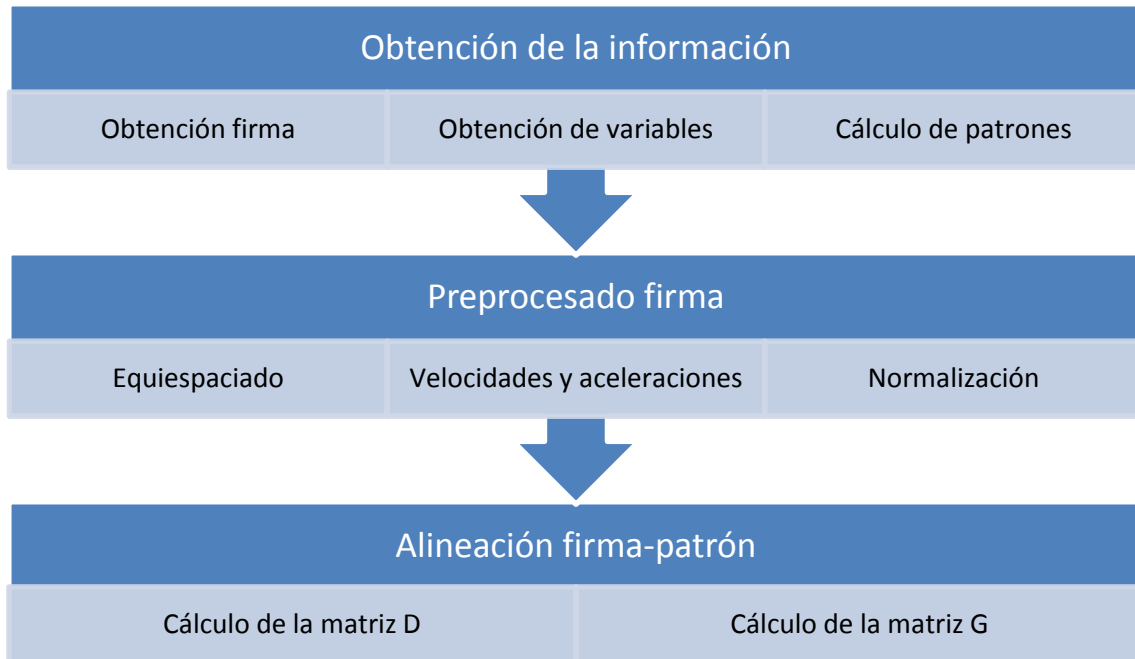 Obtención de la información
Obtención firma
Obtención de variables
Cálculo de patrones
Preprocesado firma
Equiespaciado
Velocidades y aceleraciones
Normalización
Alineación firma-patrón
Cálculo de la matriz D
Cálculo de la matriz G